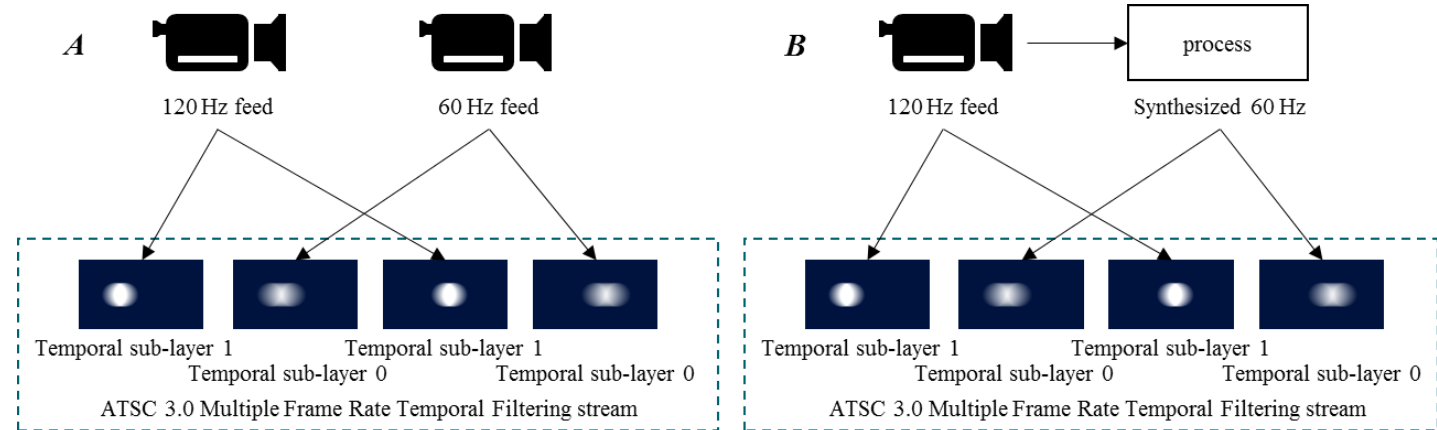 A
120 Hz feed
60 Hz feed
Temporal sub-layer 1
Temporal sub-layer 1
Temporal sub-layer 0
Temporal sub-layer 0
ATSC 3.0 Multiple Frame Rate Temporal Filtering stream
B
process
120 Hz feed
Synthesized 60 Hz
Temporal sub-layer 1
Temporal sub-layer 1
Temporal sub-layer 0
Temporal sub-layer 0
ATSC 3.0 Multiple Frame Rate Temporal Filtering stream